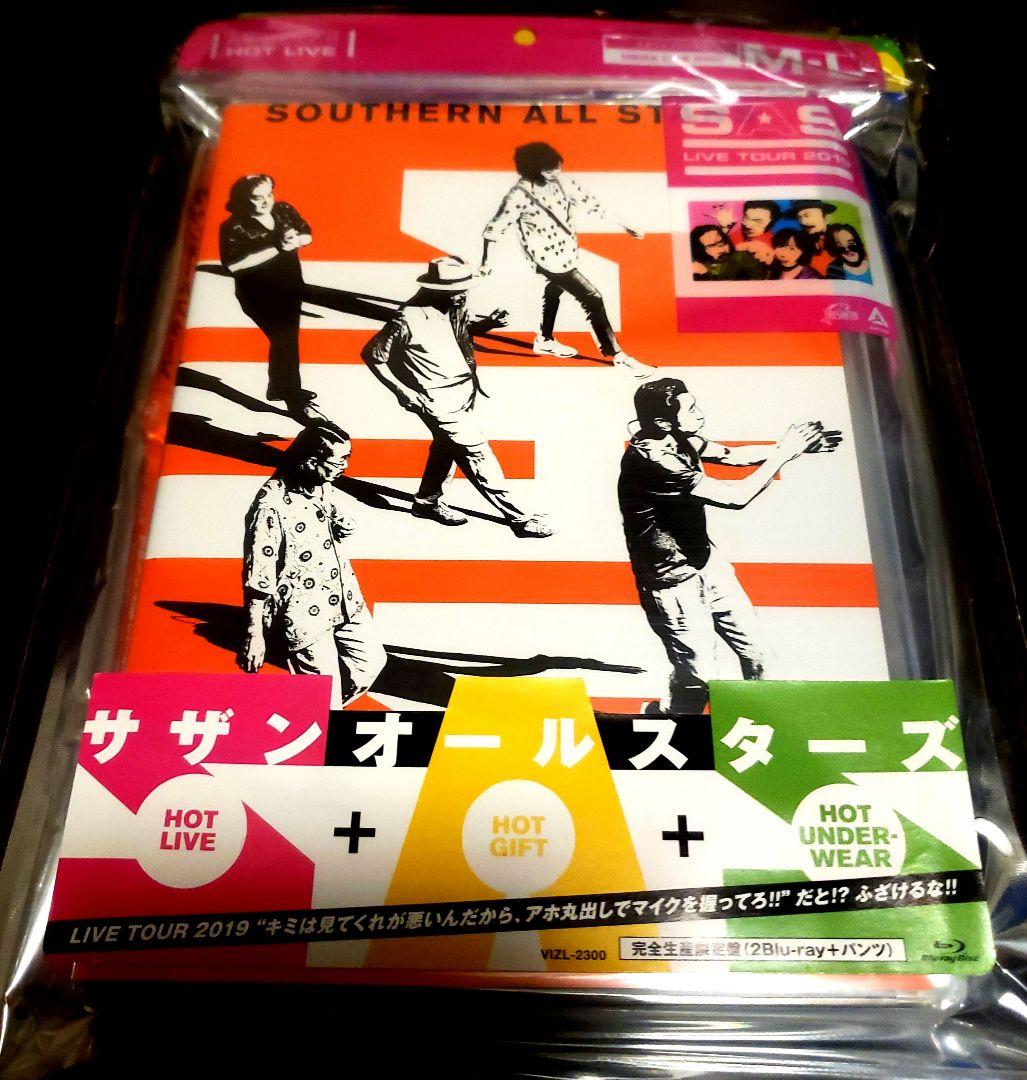 HOT LIVE
M-L
SOUTHERN ALL ST
SAS
LIVE TOUR 2019
サザンオールスターズ
HOT
LIVE
+
HOT
GIFT
+
HOT
UNDER-
WEAR
LIVE TOUR 2019 “キミは見てくれが悪いんだから、アホ丸出しでマイクを握ってろ!!” だと!? ふざけるな!!
VIZL-2300
完全生産限定盤(2Blu-ray+パンツ)
Blu-ray Disc